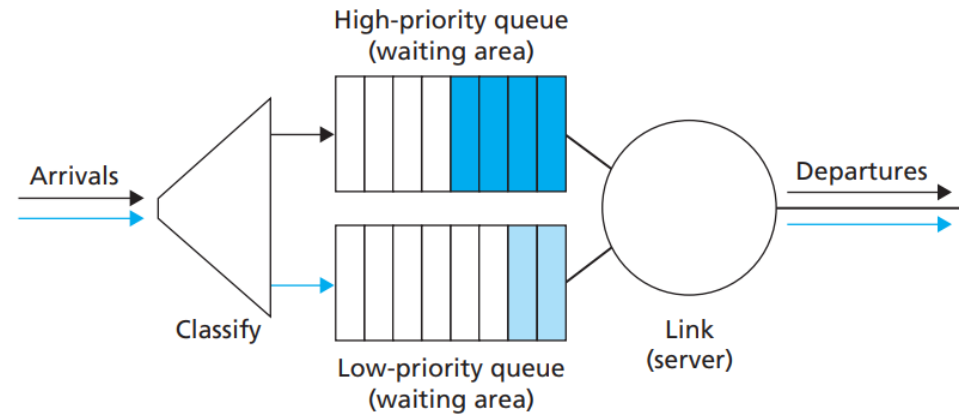 High-priority queue
(waiting area)
Arrivals
Departures
Classify
Link
(server)
Low-priority queue
(waiting area)